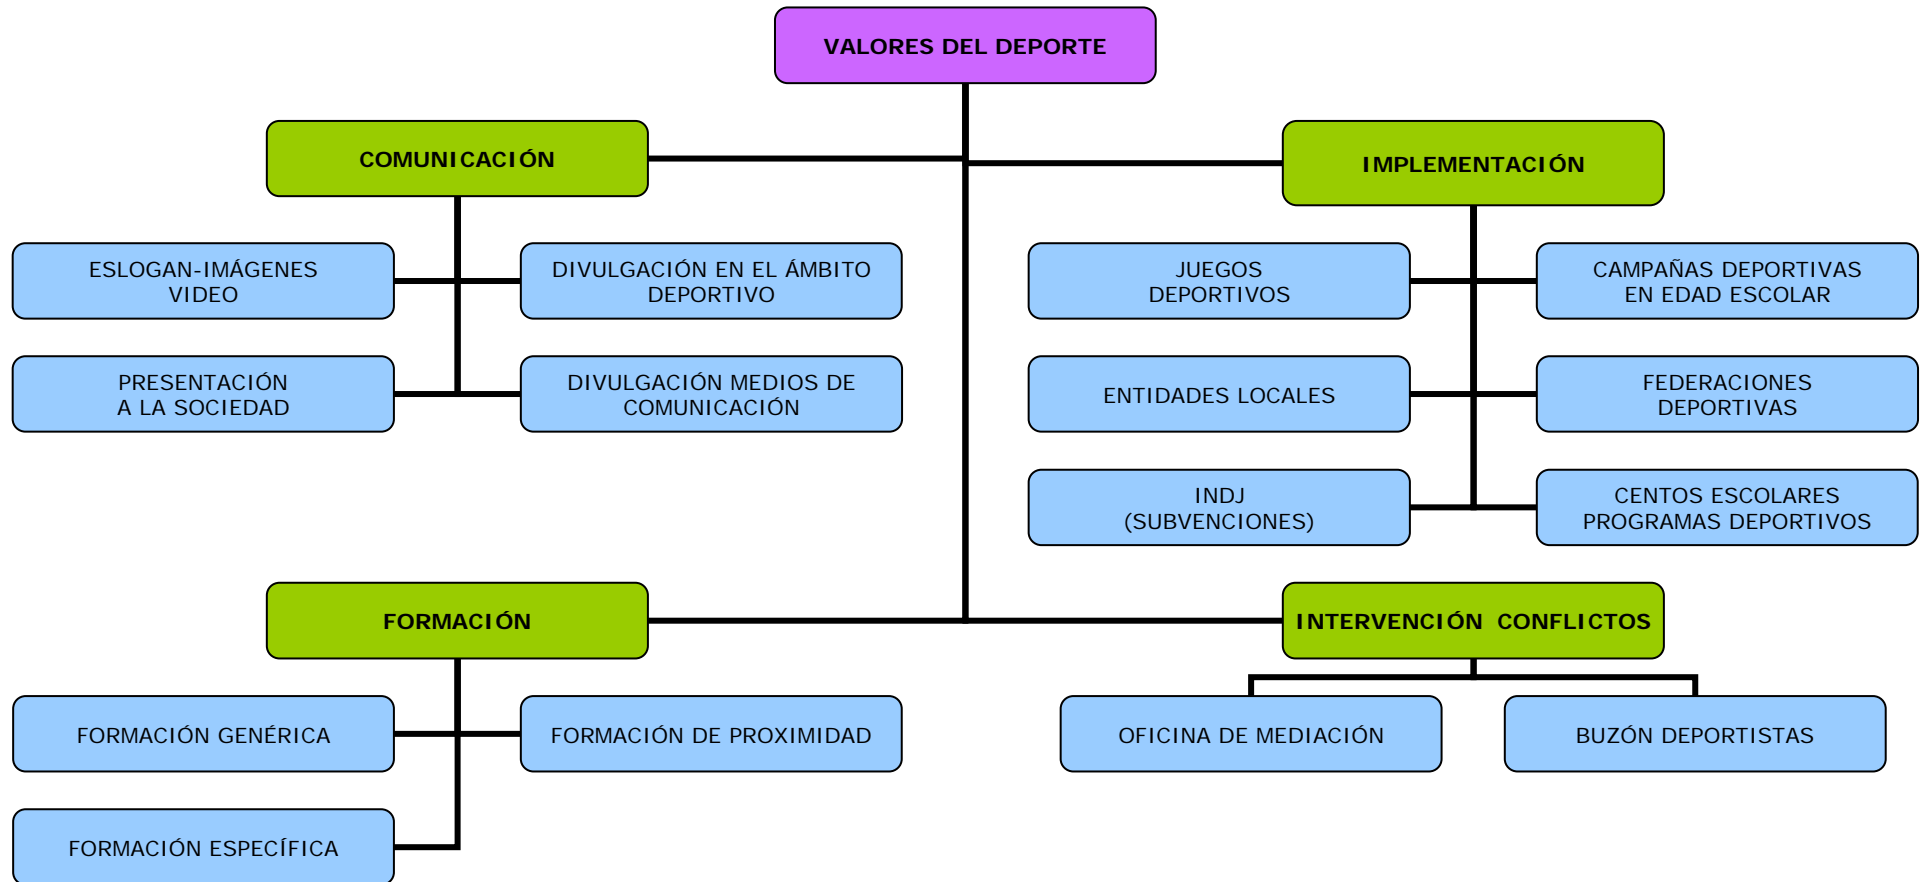 VALORES DEL DEPORTE
COMUNICACIÓN
IMPLEMENTACIÓN
ESLOGAN-IMÁGENES
VIDEO
DIVULGACIÓN EN EL ÁMBITO
DEPORTIVO
JUEGOS
DEPORTIVOS
CAMPAÑAS DEPORTIVAS
EN EDAD ESCOLAR
PRESENTACIÓN
A LA SOCIEDAD
DIVULGACIÓN MEDIOS DE
COMUNICACIÓN
ENTIDADES LOCALES
FEDERACIONES
DEPORTIVAS
INDJ
(SUBVENCIONES)
CENTOS ESCOLARES
PROGRAMAS DEPORTIVOS
FORMACIÓN
INTERVENCIÓN CONFLICTOS
FORMACIÓN GENÉRICA
FORMACIÓN DE PROXIMIDAD
OFICINA DE MEDIACIÓN
BUZÓN DEPORTISTAS
FORMACIÓN ESPECÍFICA